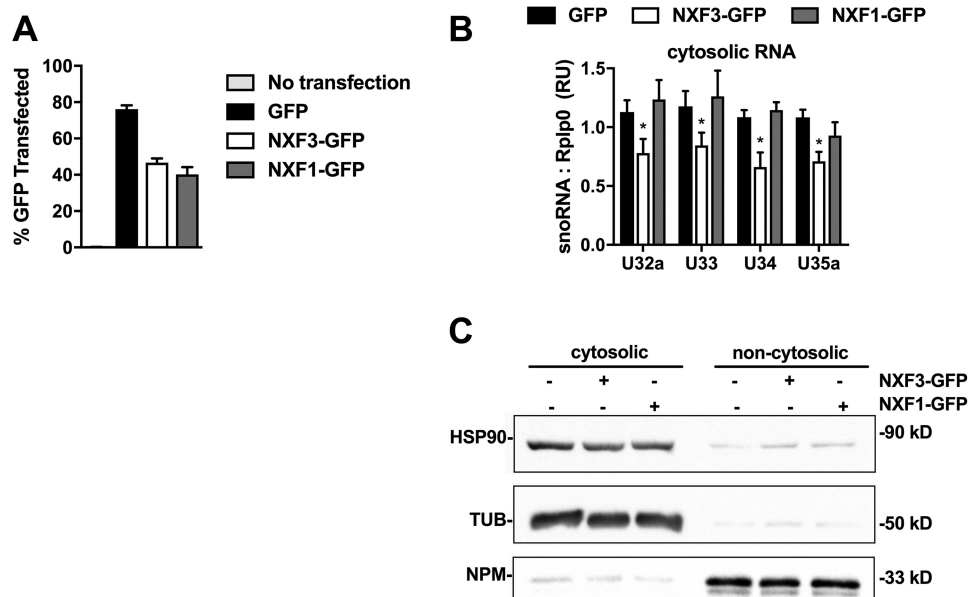 A
% GFP Transfected
100
80
60
40
20
0
No transfection
GFP
NXF3-GFP
NXF1-GFP
B
GFP NXF3-GFP NXF1-GFP
cytosolic RNA
snoRNA : Rplp0 (RU)
1.5
1.0
0.5
0.0
* * * *
U32a U33 U34 U35a
C
cytosolic non-cytosolic
- + - - + - NXF3-GFP
- - + - - + NXF1-GFP
HSP90- -90 kD
TUB- -50 kD
NPM- -33 kD